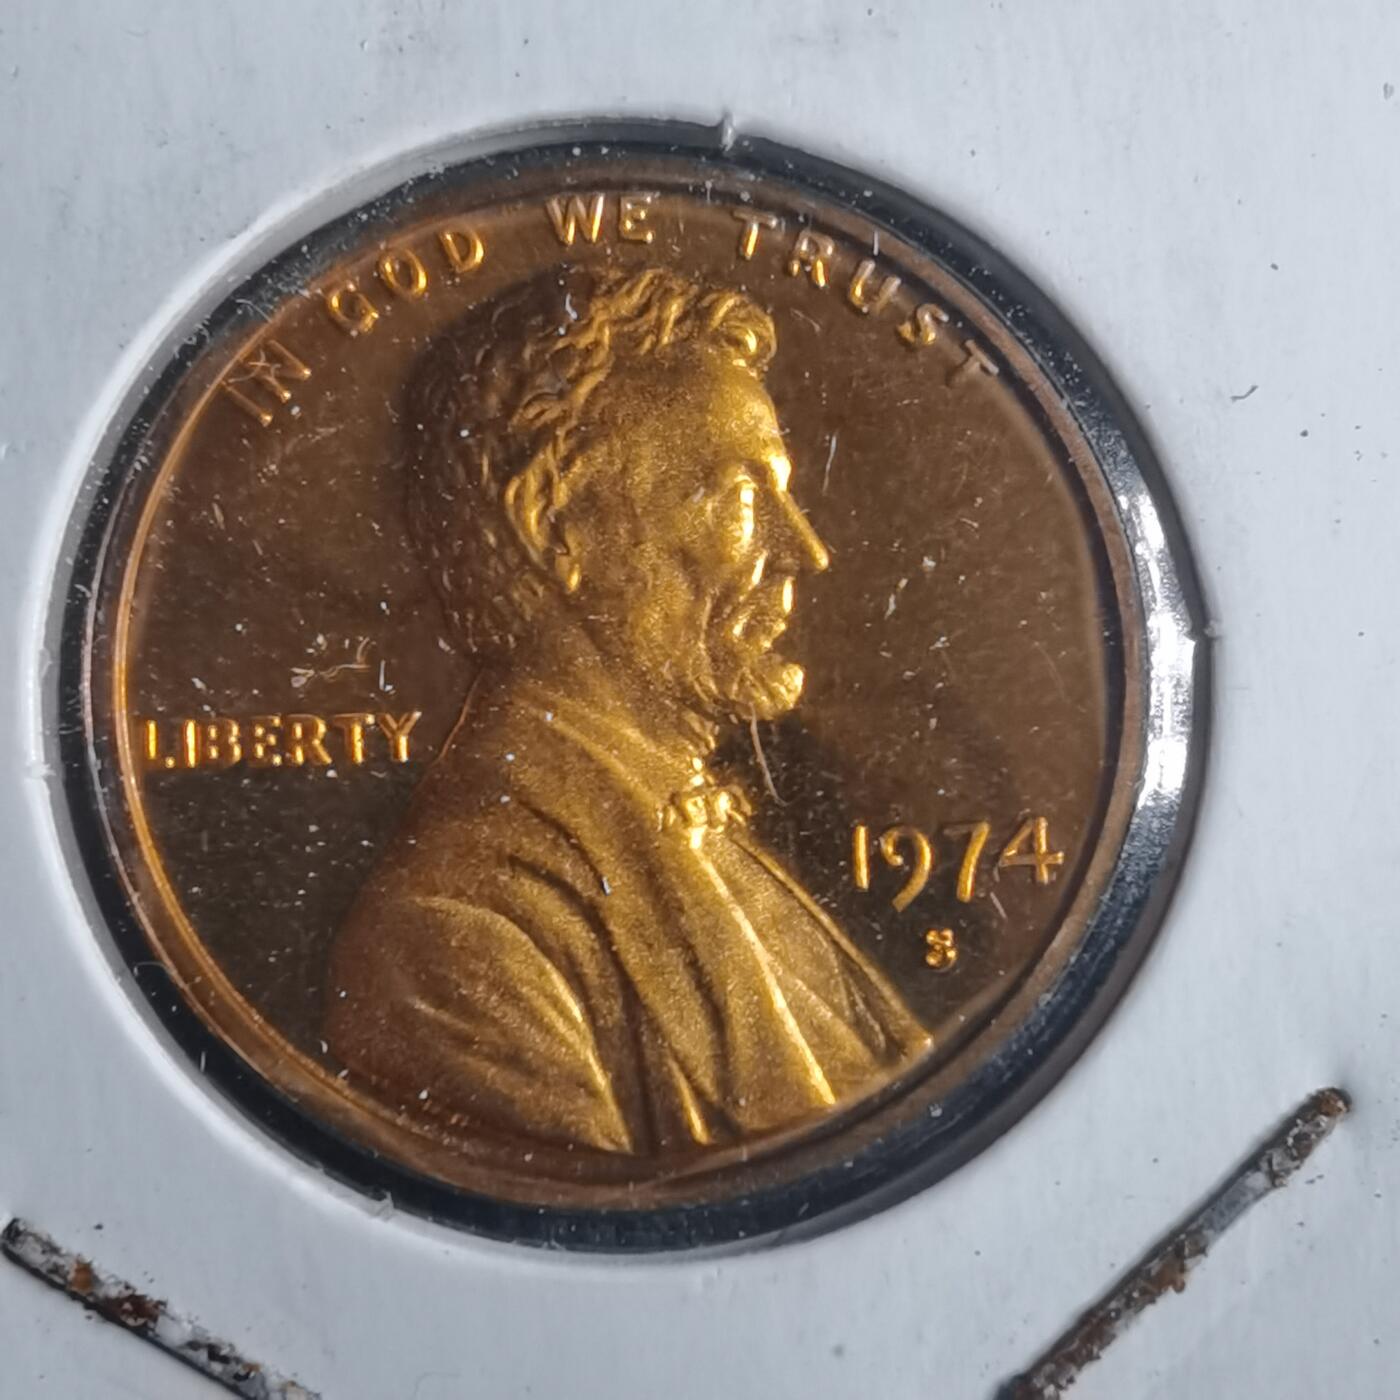 IN GOD WE TRUST
LIBERTY
1974
S